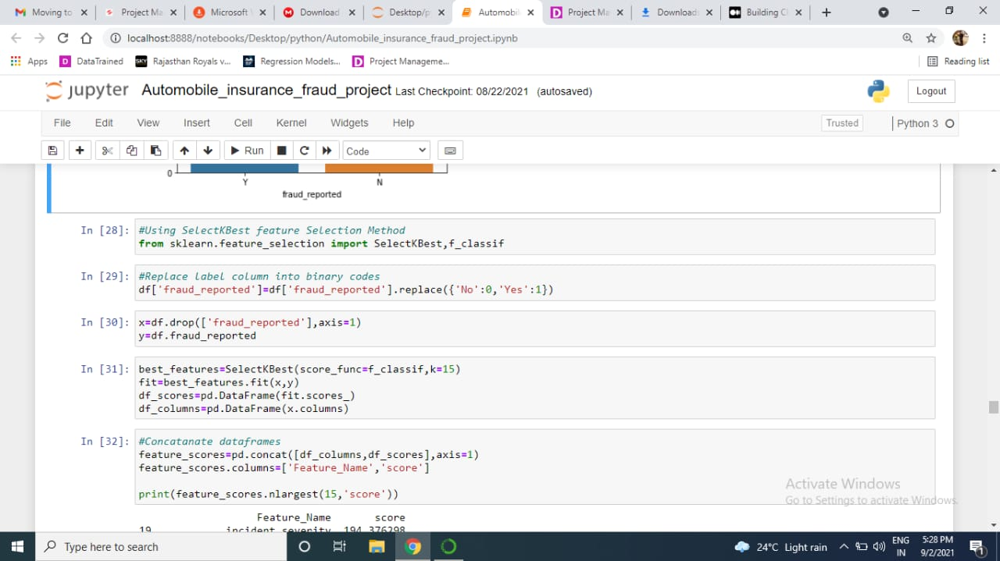 Moving to
Project Ma
Microsoft
Download
Desktop/p
Automobil
Project Ma
Download
Building C
localhost:8888/notebooks/Desktop/python/Automobile_insurance_fraud_project.ipynb
Apps
DataTrained
Rajasthan Royals v...
Regression Models...
Project Manageme...
Reading list
jupyter
Automobile_insurance_fraud_project Last Checkpoint: 08/22/2021 (autosaved)
Logout
File Edit View Insert Cell Kernel Widgets Help
Trusted
Python 3
Run
Code
0
Y N
fraud_reported
In [28]: #Using SelectKBest feature Selection Method
from sklearn.feature_selection import SelectKBest,f_classif
In [29]: #Replace label column into binary codes
df['fraud_reported']=df['fraud_reported'].replace({'No':0,'Yes':1})
In [30]: x=df.drop(['fraud_reported'],axis=1)
y=df.fraud_reported
In [31]: best_features=SelectKBest(score_func=f_classif,k=15)
fit=best_features.fit(x,y)
df_scores=pd.DataFrame(fit.scores_)
df_columns=pd.DataFrame(x.columns)
In [32]: #Concatanate dataframes
feature_scores=pd.concat([df_columns,df_scores],axis=1)
feature_scores.columns=['Feature_Name','score']
print(feature_scores.nlargest(15,'score'))
Activate Windows
Go to Settings to activate Windows.
Feature_Name score
19 incident_severity 194.376298
Type here to search
24°C Light rain
ENG
IN
5:28 PM
9/2/2021
1